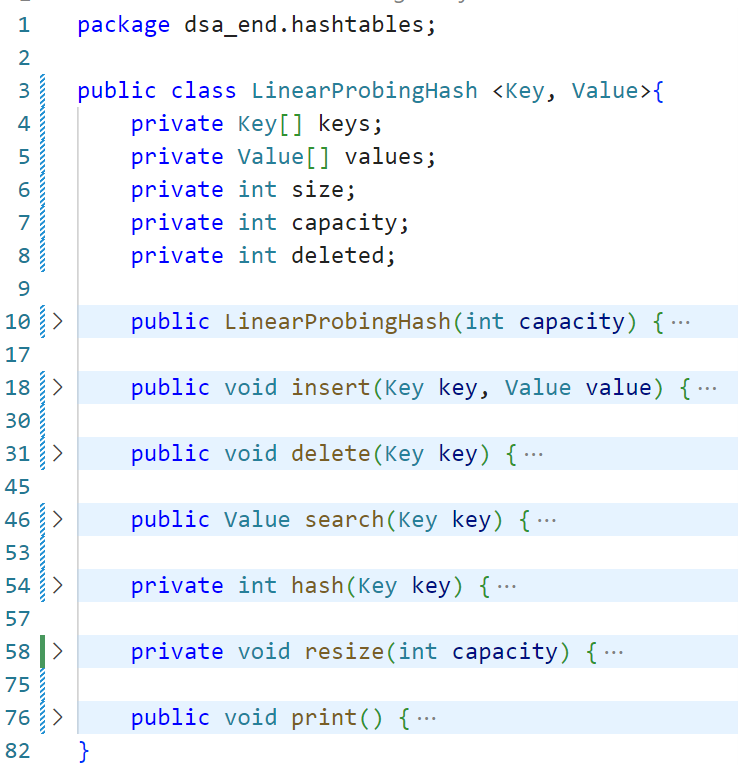 1 package dsa_end.hashtables;
2
3 public class LinearProbingHash <Key, Value>{
4 private Key[] keys;
5 private Value[] values;
6 private int size;
7 private int capacity;
8 private int deleted;
9
10 > public LinearProbingHash(int capacity) { ···
17
18 > public void insert(Key key, Value value) { ···
30
31 > public void delete(Key key) { ···
45
46 > public Value search(Key key) { ···
53
54 > private int hash(Key key) { ···
57
58 > private void resize(int capacity) { ···
75
76 > public void print() { ···
82 }